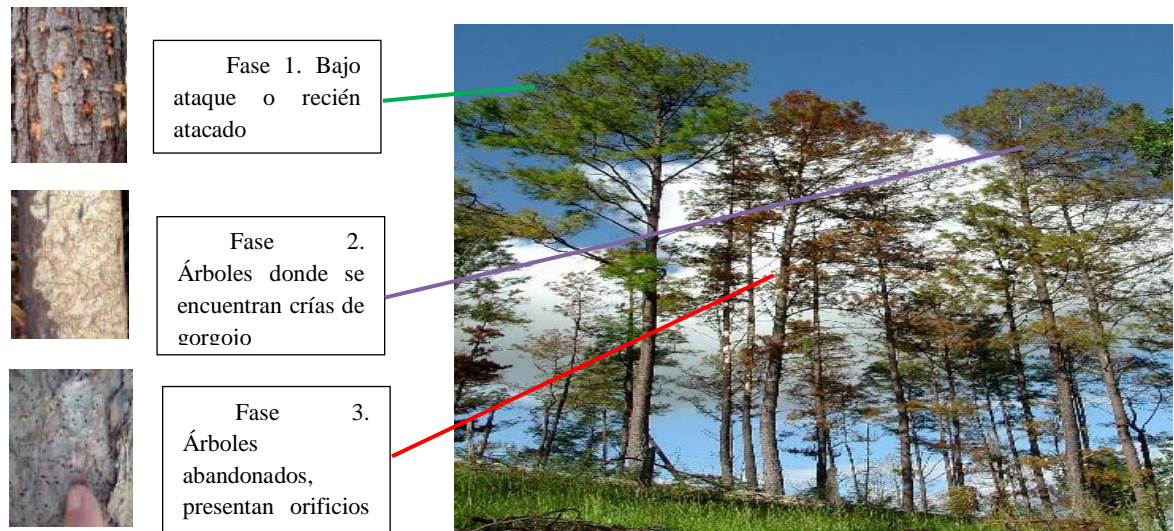 Fase 1. Bajo
ataque o recién
atacado
Fase 2.
Árboles donde se
encuentran crías de
gorgojo
Fase 3.
Árboles
abandonados,
presentan orificios